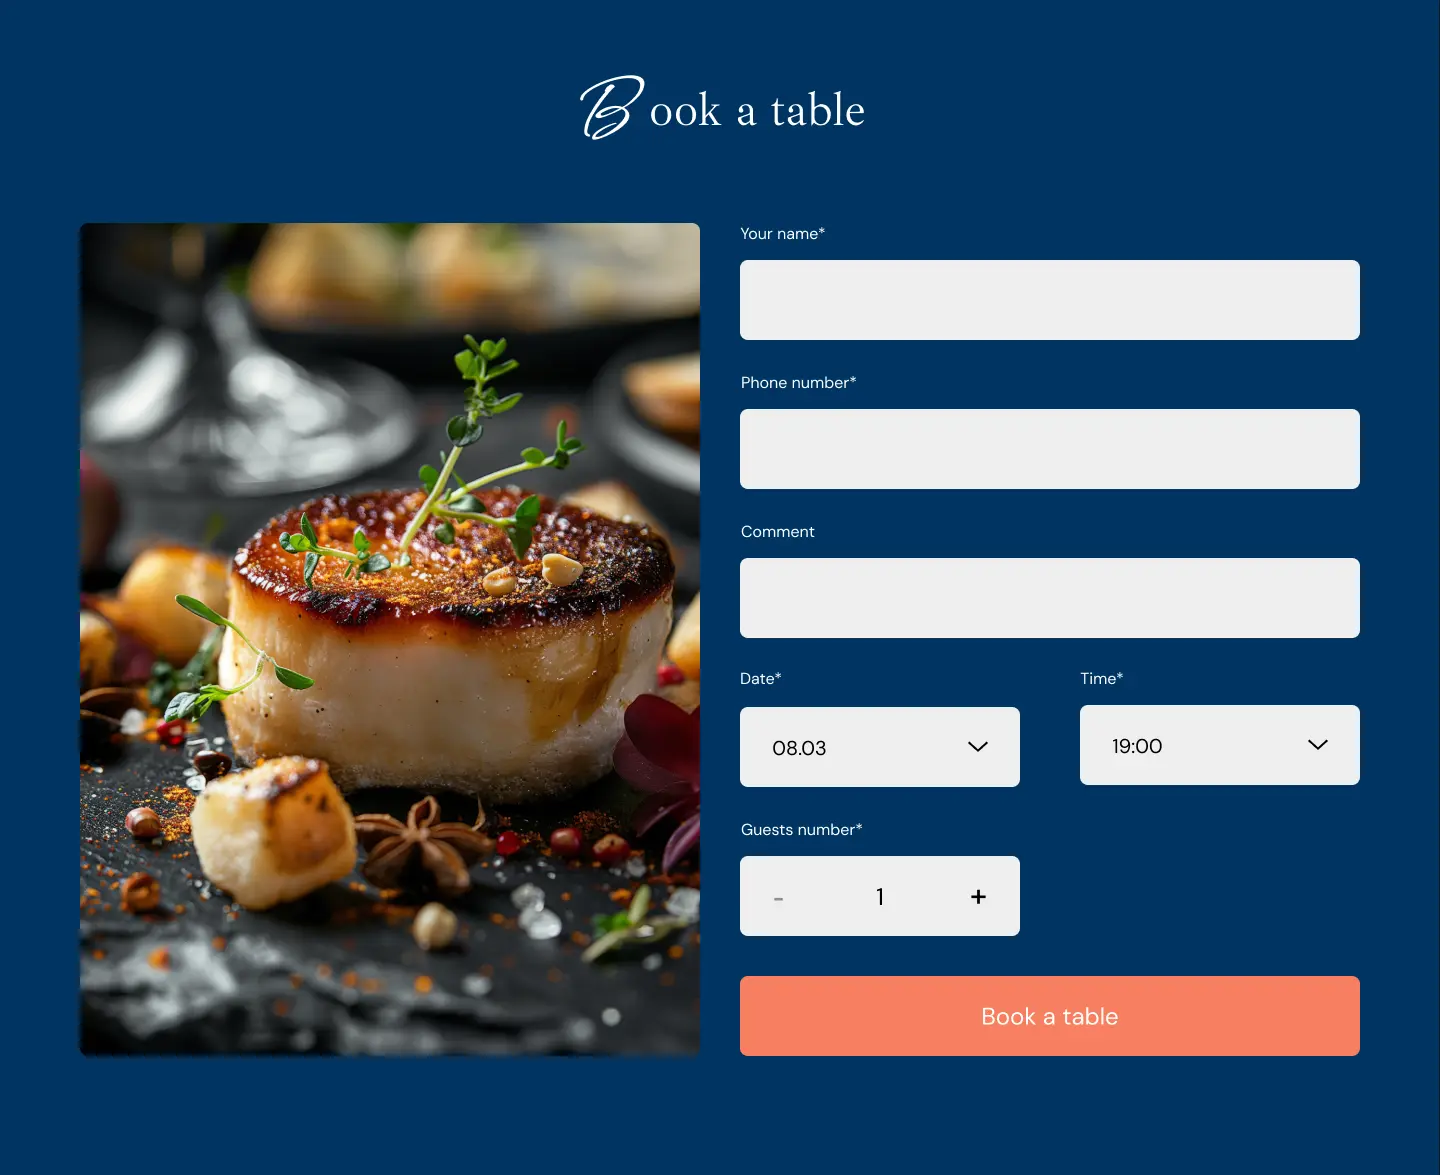 Book a table
Your name*
Phone number*
Comment
Date*
Time*
08.03
19:00
Guests number*
- 1 +
Book a table